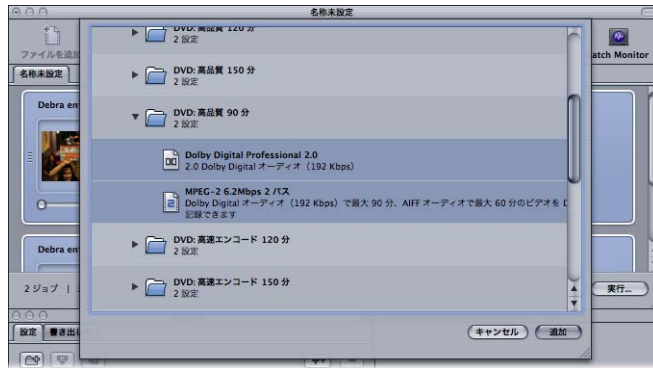 名称未設定
ファイルを追加
atch Monitor
名称未設定
DVD: 高品質 120 分
2 設定
DVD: 高品質 150 分
2 設定
Debra en
DVD: 高品質 90 分
2 設定
Dolby Digital Professional 2.0
2.0 Dolby Digital オーディオ（192 Kbps）
MPEG-2 6.2Mbps 2 パス
Dolby Digital オーディオ（192 Kbps）で最大 90 分、AIFF オーディオで最大 60 分のビデオを D
記録できます
Debra en
DVD: 高速エンコード 120 分
2 設定
DVD: 高速エンコード 150 分
2 設定
2 ジョブ |
実行...
設定
書き出し
キャンセル
追加